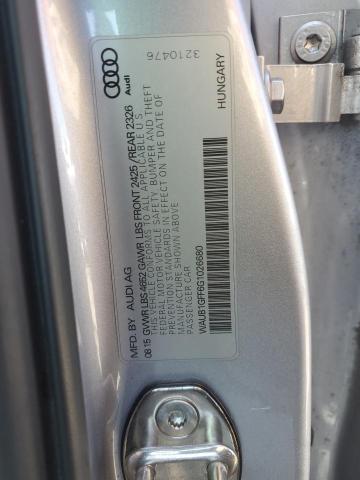 MFD. BY AUDI AG
08.15 GVWR LBS 4652 GAWR LBS FRONT 2425 / REAR 2326
THIS VEHICLE CONFORMS TO ALL APPLICABLE U.S.
FEDERAL MOTOR VEHICLE SAFETY, BUMPER AND THEFT
PREVENTION STANDARDS IN EFFECT ON THE DATE OF
MANUFACTURE SHOWN ABOVE
PASSENGER CAR
WAUB1GFF6G1026680
HUNGARY
3210476
Audi